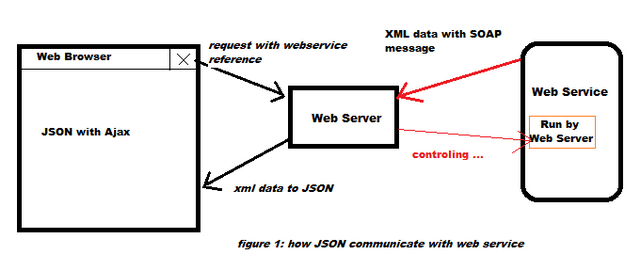 Web Browser
JSON with Ajax
request with webservice
reference
Web Server
xml data to JSON
XML data with SOAP
message
controling ...
Web Service
Run by
Web Server
figure 1: how JSON communicate with web service